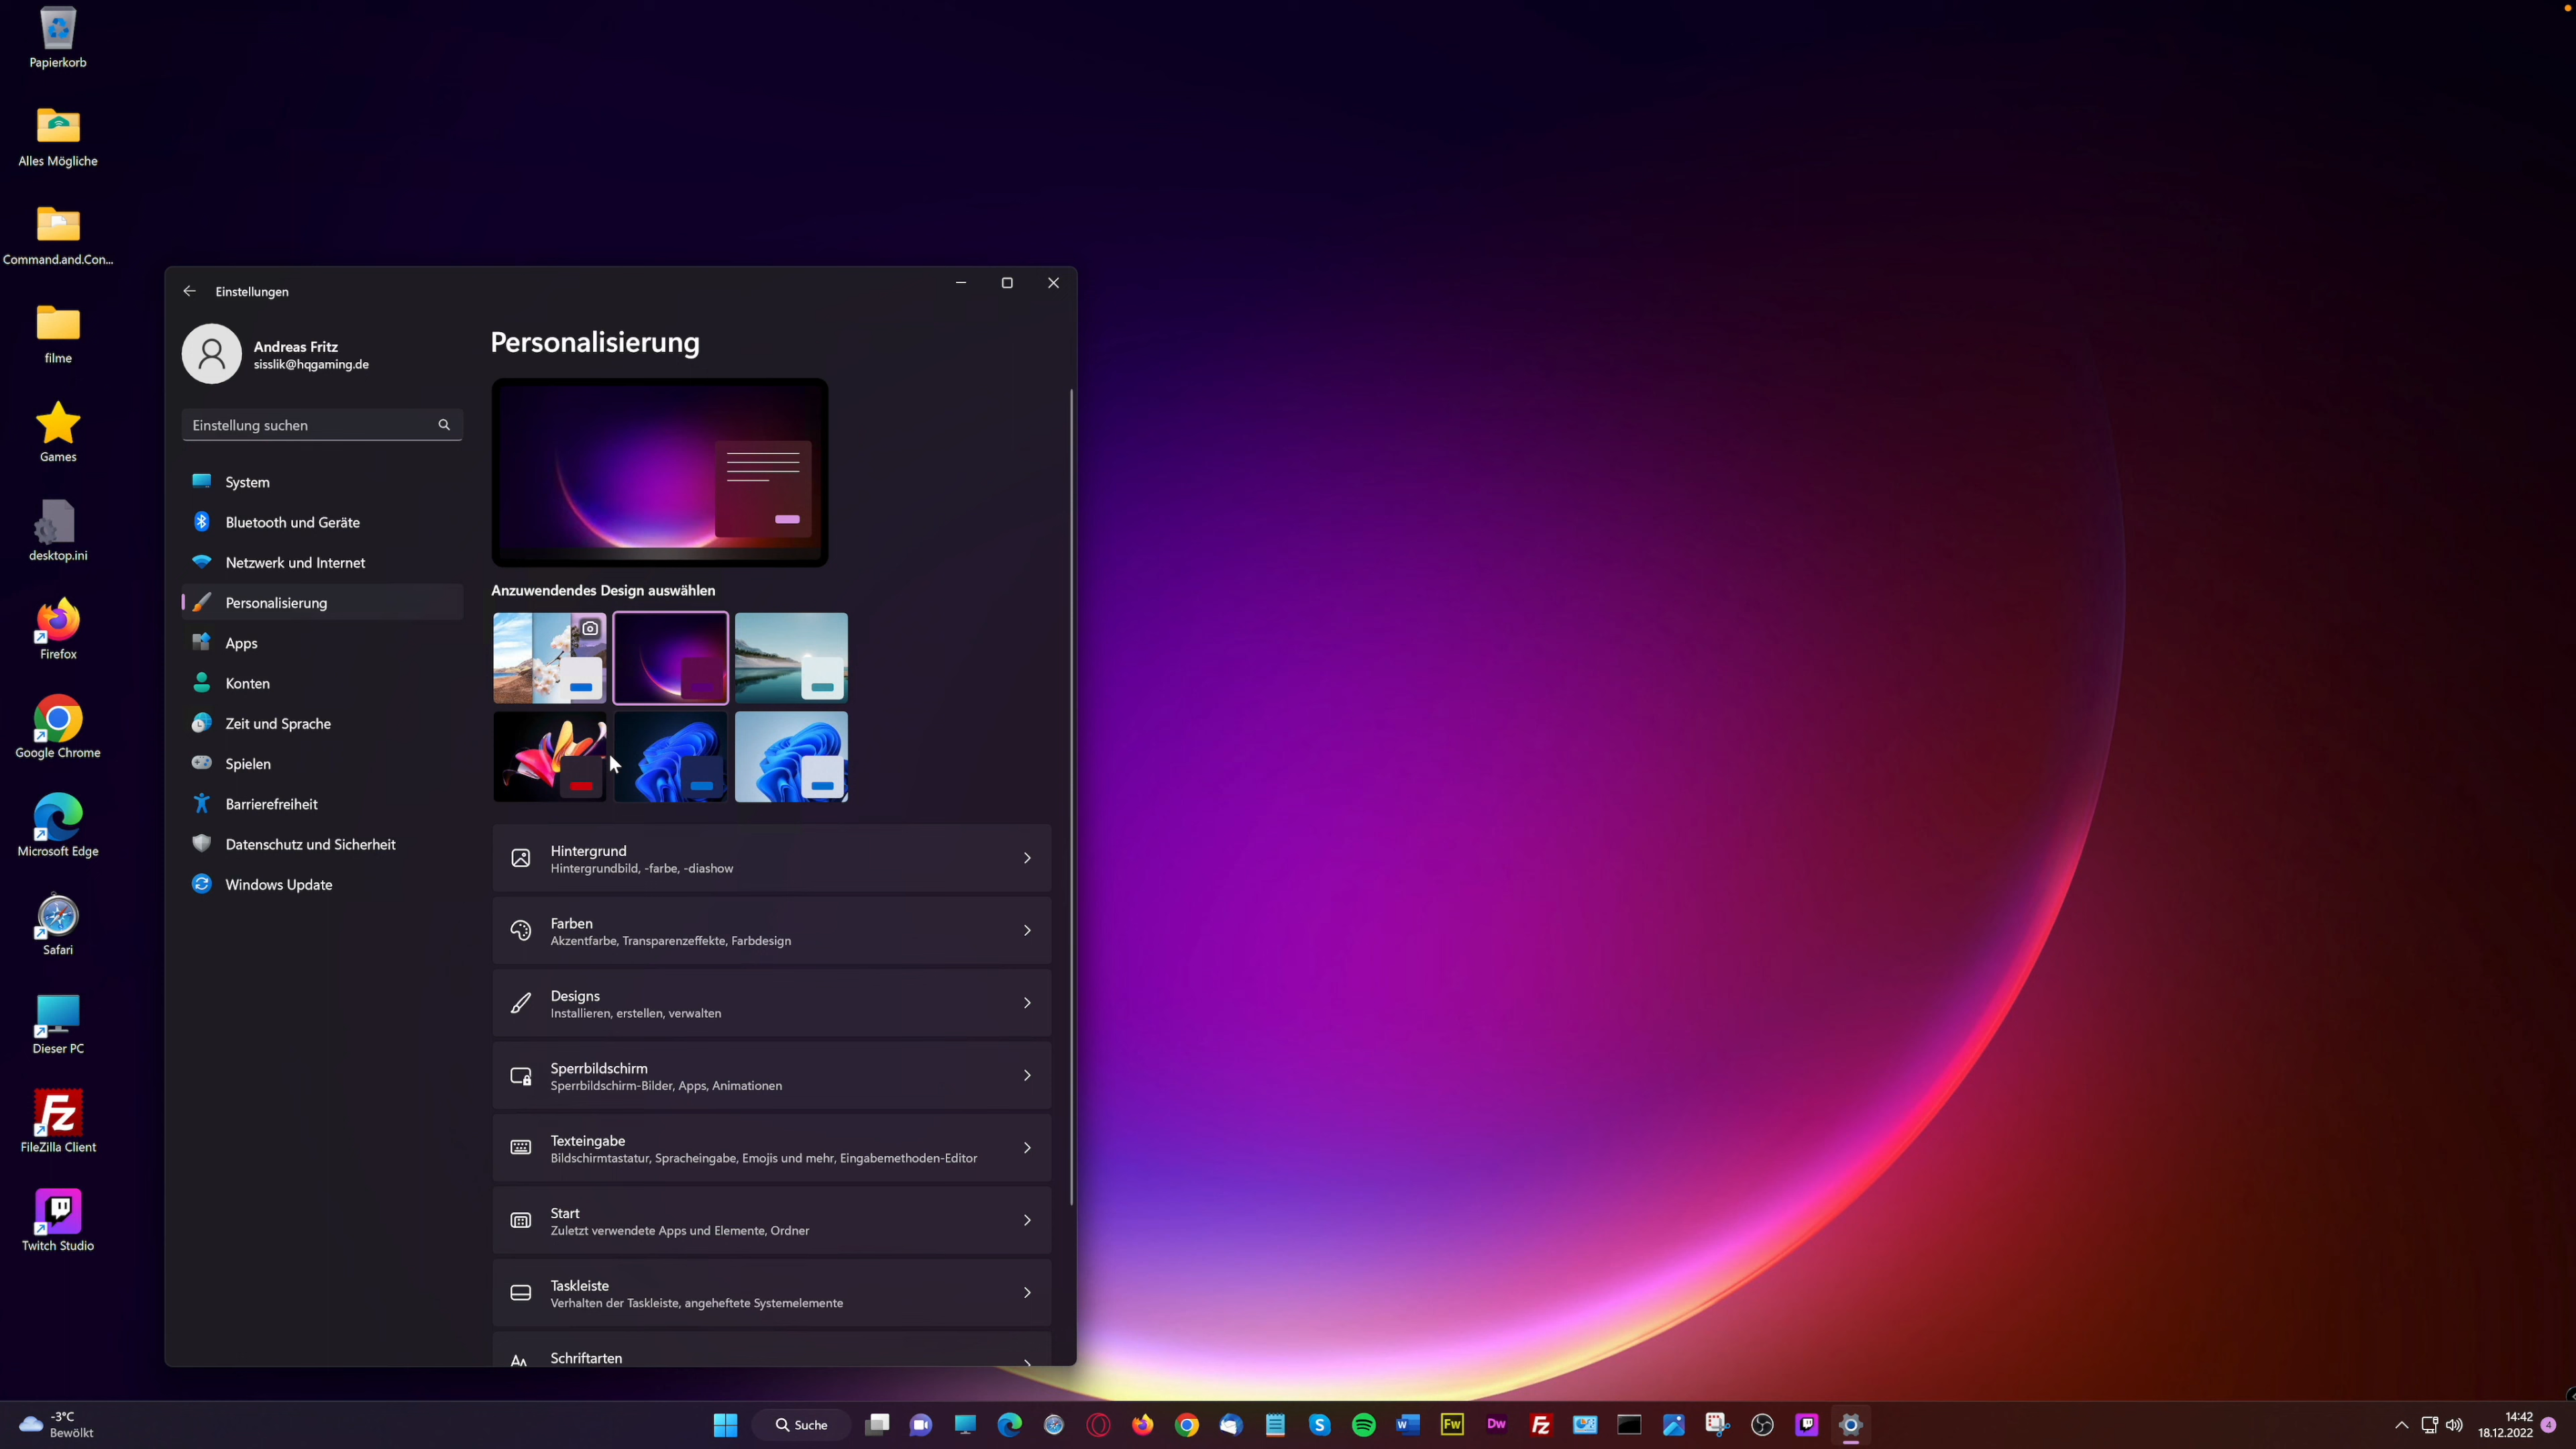 Papierkorb
Alles Mögliche
Command.and.Con...
filme
Games
desktop.ini
Firefox
Google Chrome
Microsoft Edge
Safari
Dieser PC
FileZilla Client
Twitch Studio
Einstellungen
Andreas Fritz
sisslik@hqgaming.de
Einstellung suchen
System
Bluetooth und Geräte
Netzwerk und Internet
Personalisierung
Apps
Konten
Zeit und Sprache
Spielen
Barrierefreiheit
Datenschutz und Sicherheit
Windows Update
Personalisierung
Anzuwendendes Design auswählen
Hintergrund
Hintergrundbild, -farbe, -diashow
Farben
Akzentfarbe, Transparenzeffekte, Farbdesign
Designs
Installieren, erstellen, verwalten
Sperrbildschirm
Sperrbildschirm-Bilder, Apps, Animationen
Texteingabe
Bildschirmtastatur, Spracheingabe, Emojis und mehr, Eingabemethoden-Editor
Start
Zuletzt verwendete Apps und Elemente, Ordner
Taskleiste
Verhalten der Taskleiste, angeheftete Systemelemente
Schriftarten
-3°C
Bewölkt
Suche
14:42
18.12.2022
4